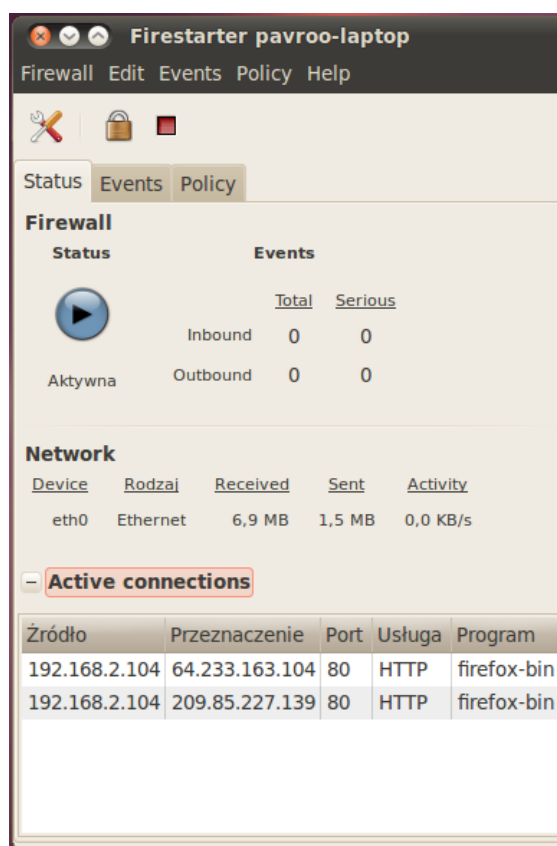 Firestarter pavroo-laptop
Firewall Edit Events Policy Help
Status Events Policy
Firewall
Status Events
Total Serious
Inbound 0 0
Aktywna Outbound 0 0
Network
Device Rodzaj Received Sent Activity
eth0 Ethernet 6,9 MB 1,5 MB 0,0 KB/s
Active connections
Źródło Przeznaczenie Port Usługa Program
192.168.2.104 64.233.163.104 80 HTTP firefox-bin
192.168.2.104 209.85.227.139 80 HTTP firefox-bin